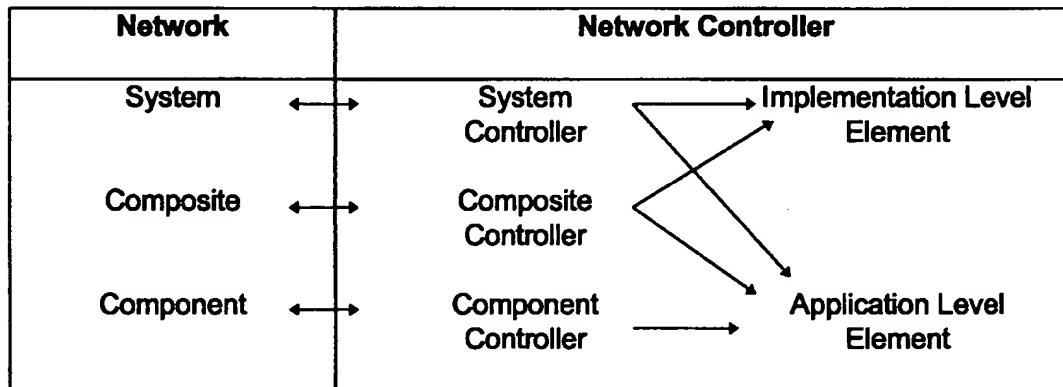 Network Network Controller
System System Implementation Level
Controller Element
Composite Composite
Controller
Component Component Application Level
Controller Element